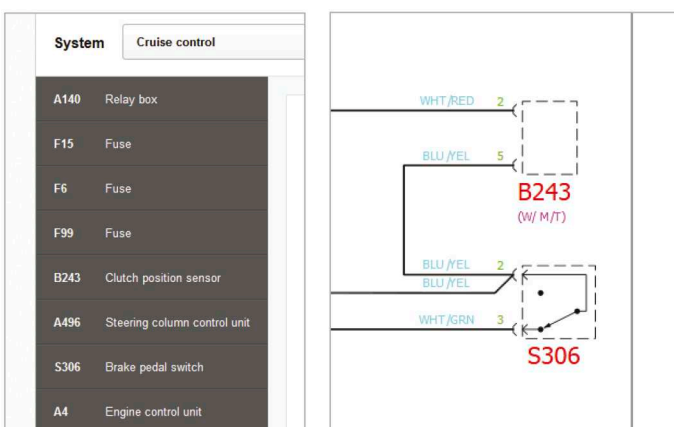 System Cruise control
A140 Relay box
F15 Fuse
F6 Fuse
F99 Fuse
B243 Clutch position sensor
A496 Steering column control unit
S306 Brake pedal switch
A4 Engine control unit
WHT/RED 2
BLU/YEL 5
B243
(W/ M/T)
BLU/YEL 2
BLU/YEL
WHT/GRN 3
S306